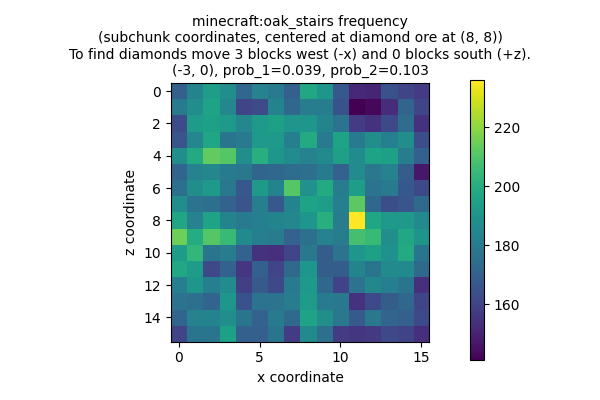 minecraft:oak_stairs frequency
(subchunk coordinates, centered at diamond ore at (8, 8))
To find diamonds move 3 blocks west (-x) and 0 blocks south (+z).
(-3, 0), prob_1=0.039, prob_2=0.103
0
2
4
6
8
10
12
14
z coordinate
0
5
10
15
x coordinate
220
200
180
160